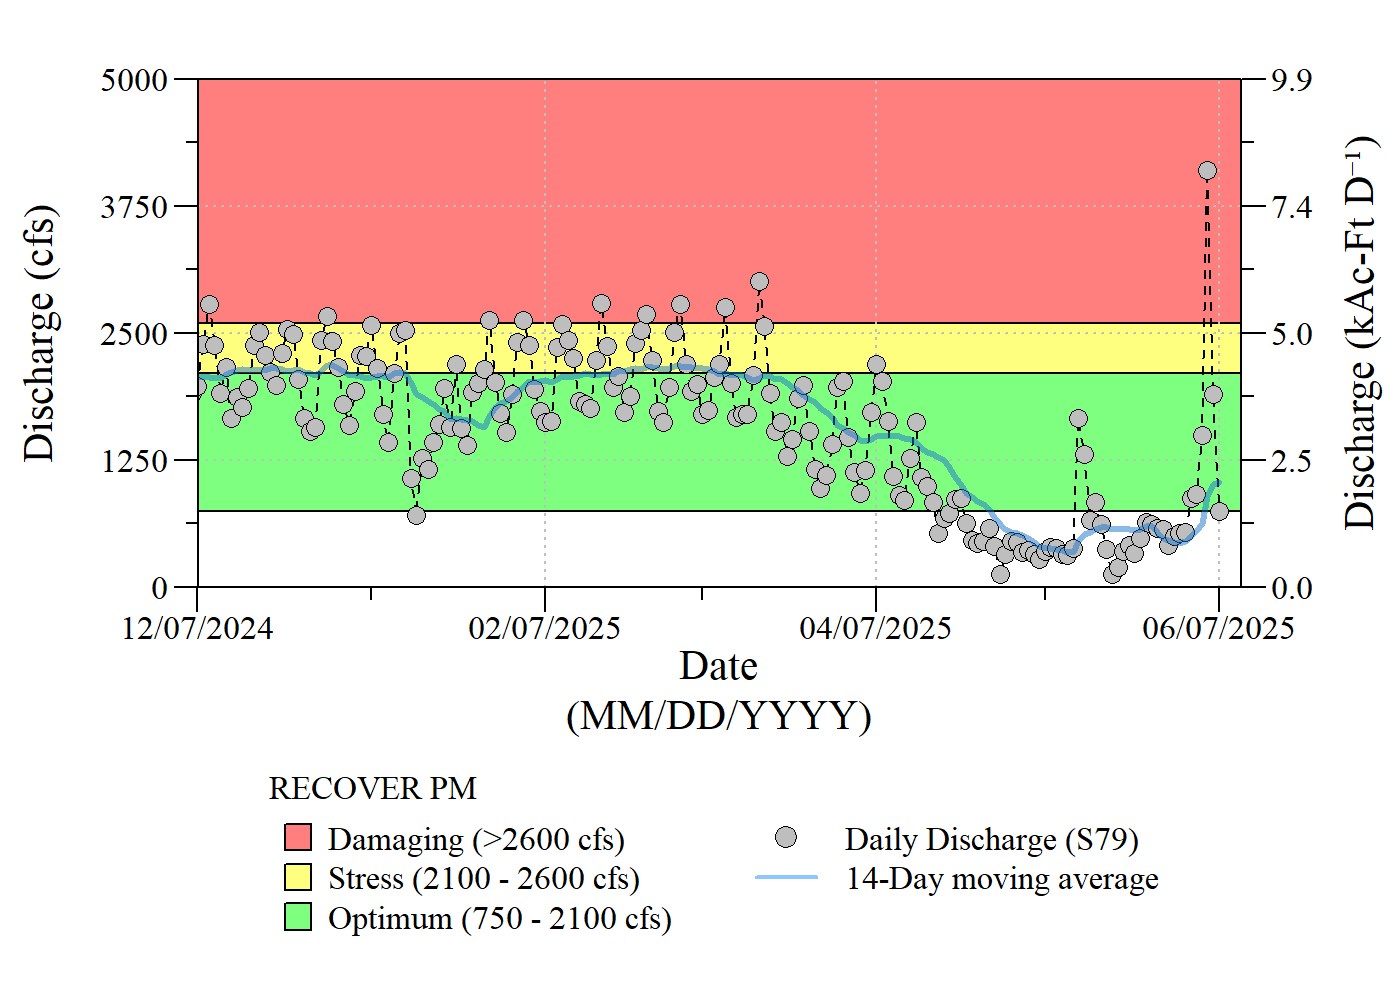 5000
3750
2500
1250
0
Discharge (cfs)
9.9
7.4
5.0
2.5
0.0
Discharge (kAc-Ft D⁻¹)
12/07/2024 02/07/2025 04/07/2025 06/07/2025
Date
(MM/DD/YYYY)
RECOVER PM
Damaging (>2600 cfs)
Stress (2100 - 2600 cfs)
Optimum (750 - 2100 cfs)
Daily Discharge (S79)
14-Day moving average